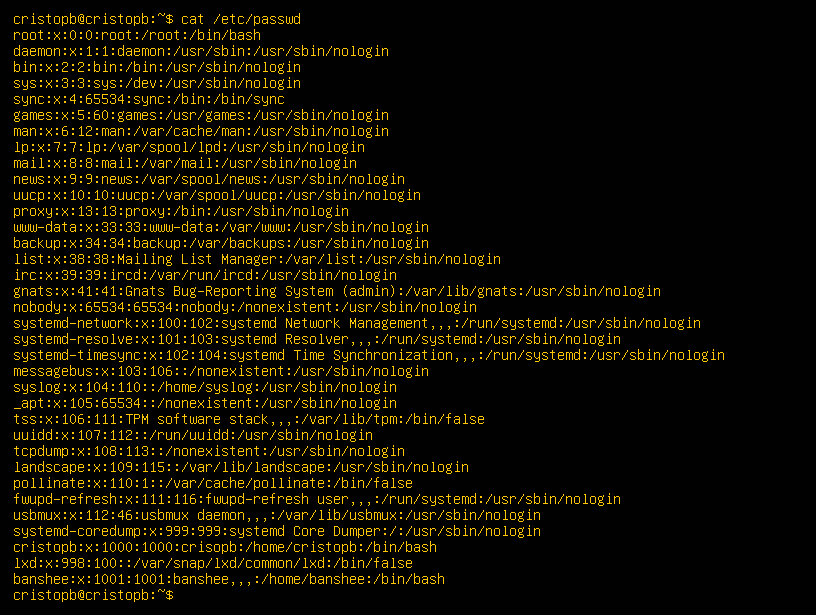 cristopb@cristopb:~$ cat /etc/passwd
root:x:0:0:root:/root:/bin/bash
daemon:x:1:1:daemon:/usr/sbin:/usr/sbin/nologin
bin:x:2:2:bin:/bin:/usr/sbin/nologin
sys:x:3:3:sys:/dev:/usr/sbin/nologin
sync:x:4:65534:sync:/bin:/bin/sync
games:x:5:60:games:/usr/games:/usr/sbin/nologin
man:x:6:12:man:/var/cache/man:/usr/sbin/nologin
lp:x:7:7:lp:/var/spool/lpd:/usr/sbin/nologin
mail:x:8:8:mail:/var/mail:/usr/sbin/nologin
news:x:9:9:news:/var/spool/news:/usr/sbin/nologin
uucp:x:10:10:uucp:/var/spool/uucp:/usr/sbin/nologin
proxy:x:13:13:proxy:/bin:/usr/sbin/nologin
www-data:x:33:33:www-data:/var/www:/usr/sbin/nologin
backup:x:34:34:backup:/var/backups:/usr/sbin/nologin
list:x:38:38:Mailing List Manager:/var/list:/usr/sbin/nologin
irc:x:39:39:ircd:/var/run/ircd:/usr/sbin/nologin
gnats:x:41:41:Gnats Bug-Reporting System (admin):/var/lib/gnats:/usr/sbin/nologin
nobody:x:65534:65534:nobody:/nonexistent:/usr/sbin/nologin
systemd-network:x:100:102:systemd Network Management,,,:/run/systemd:/usr/sbin/nologin
systemd-resolve:x:101:103:systemd Resolver,,,:/run/systemd:/usr/sbin/nologin
systemd-timesync:x:102:104:systemd Time Synchronization,,,:/run/systemd:/usr/sbin/nologin
messagebus:x:103:106::/nonexistent:/usr/sbin/nologin
syslog:x:104:110::/home/syslog:/usr/sbin/nologin
_apt:x:105:65534::/nonexistent:/usr/sbin/nologin
tss:x:106:111:TPM software stack,,,:/var/lib/tpm:/bin/false
uuidd:x:107:112::/run/uuidd:/usr/sbin/nologin
tcpdump:x:108:113::/nonexistent:/usr/sbin/nologin
landscape:x:109:115::/var/lib/landscape:/usr/sbin/nologin
pollinate:x:110:1::/var/cache/pollinate:/bin/false
fwupd-refresh:x:111:116:fwupd-refresh user,,,:/run/systemd:/usr/sbin/nologin
usbmux:x:112:46:usbmux daemon,,,:/var/lib/usbmux:/usr/sbin/nologin
systemd-coredump:x:999:999:systemd Core Dumper:/:/usr/sbin/nologin
cristopb:x:1000:1000:crisopb:/home/cristopb:/bin/bash
lxd:x:998:100::/var/snap/lxd/common/lxd:/bin/false
banshee:x:1001:1001:banshee,,,:/home/banshee:/bin/bash
cristopb@cristopb:~$